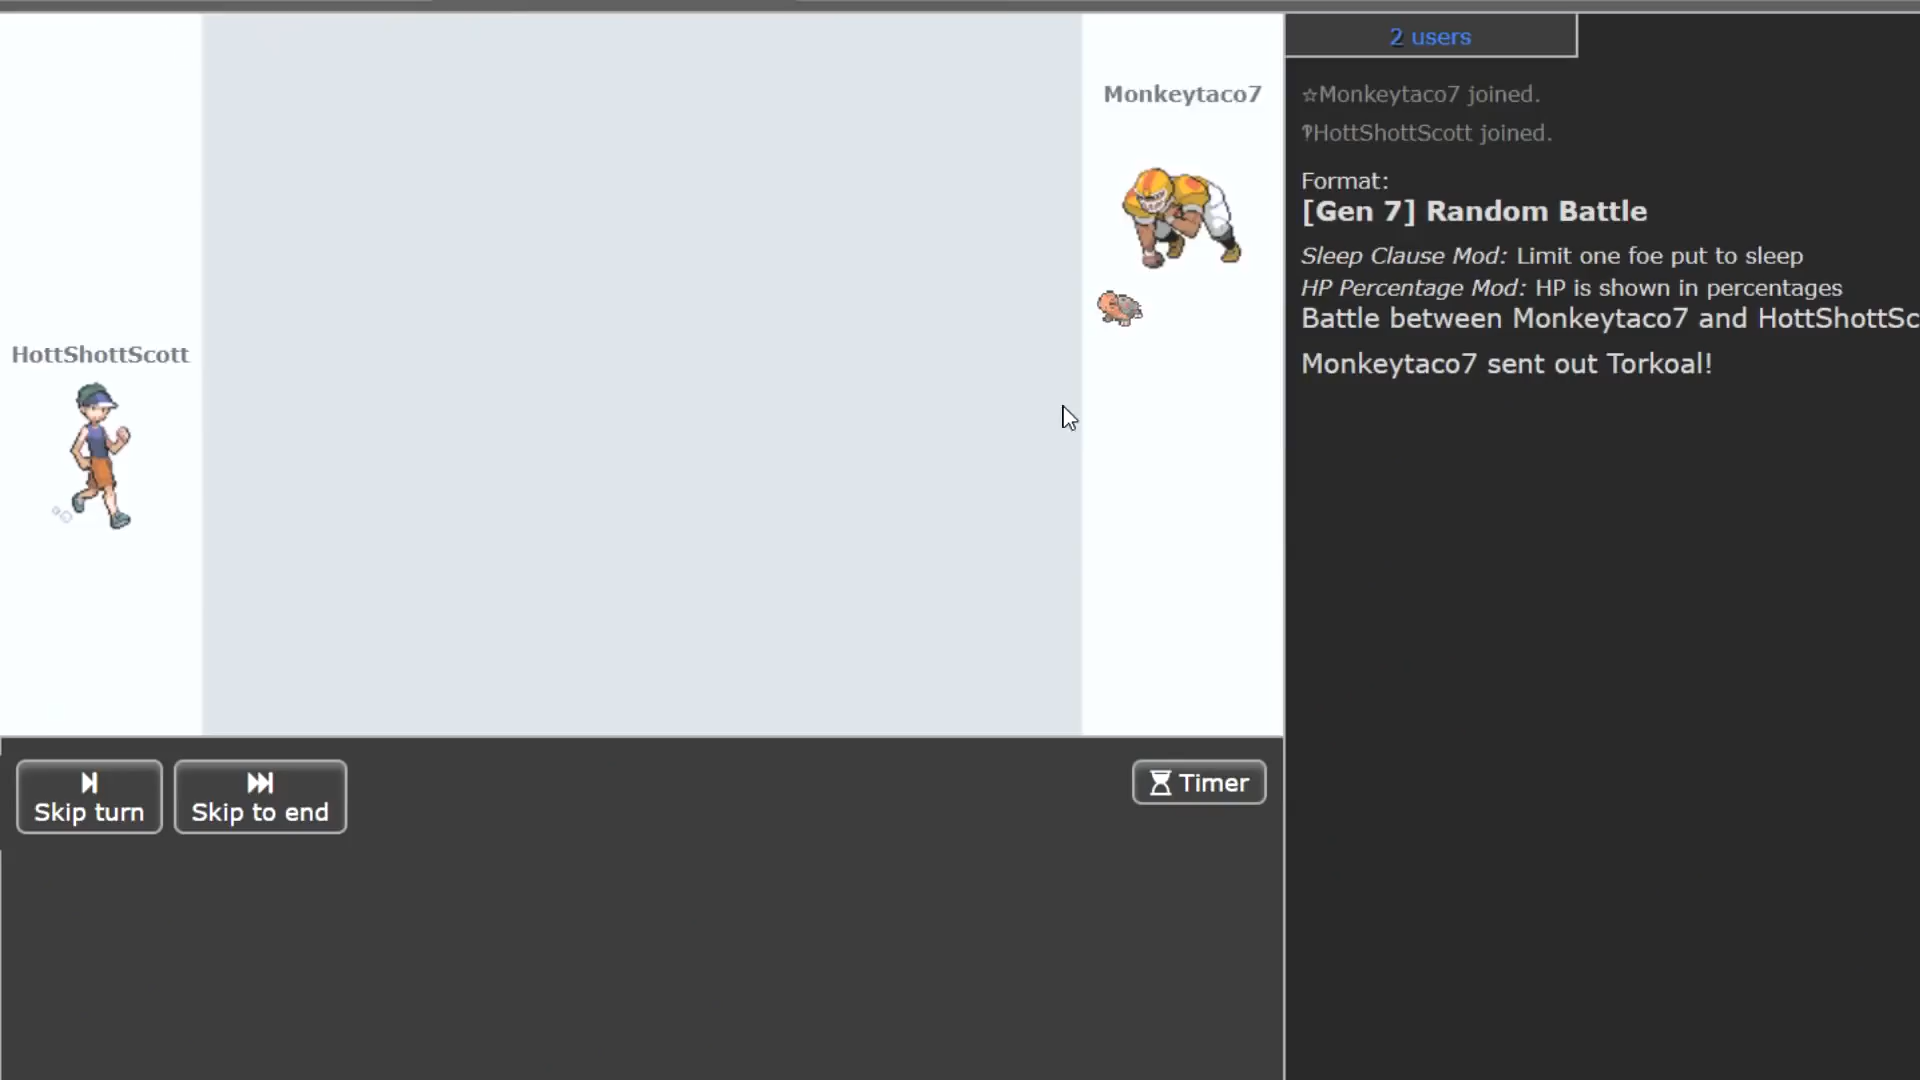 2 users
Monkeytaco7
☆Monkeytaco7 joined.
HottShottScott joined.
Format:
[Gen 7] Random Battle
Sleep Clause Mod: Limit one foe put to sleep
HP Percentage Mod: HP is shown in percentages
Battle between Monkeytaco7 and HottShottSc
Monkeytaco7 sent out Torkoal!
HottShottScott
Skip turn
Skip to end
Timer